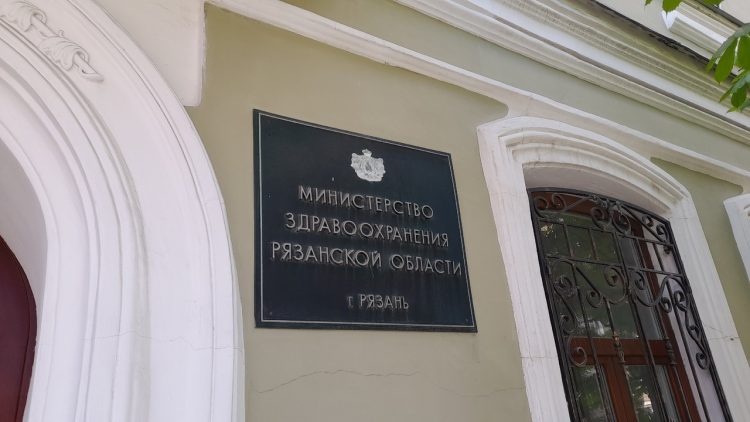 МИНИСТЕРСТВО
ЗДРАВООХРАНЕНИЯ
РЯЗАНСКОЙ ОБЛАСТИ
г. РЯЗАНЬ